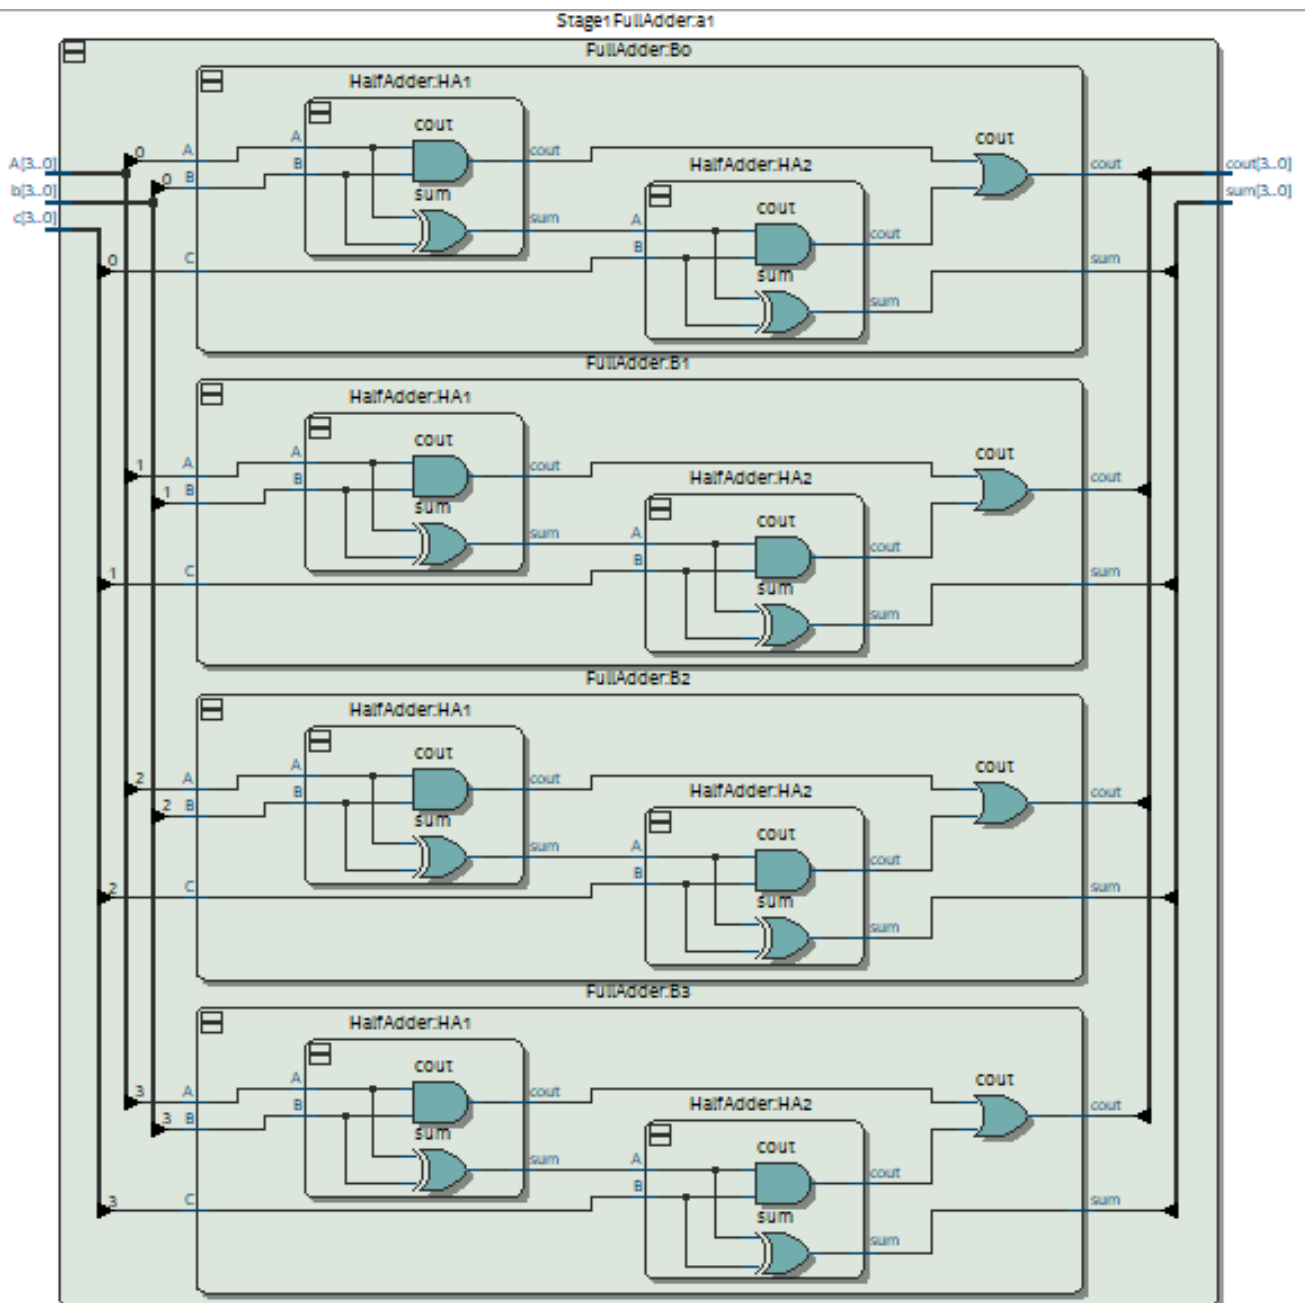 Stage1FullAdder:a1
FullAdder:B0
HalfAdder:HA1
cout
A
B
sum
cout
sum
A[3..0]
b[3..0]
c[3..0]
0
A
0
B
0
C
HalfAdder:HA2
A
B
cout
sum
cout
sum
cout
cout
sum
cout[3..0]
sum[3..0]
FullAdder:B1
HalfAdder:HA1
cout
A
B
sum
cout
sum
1
A
1
B
1
C
HalfAdder:HA2
A
B
cout
sum
cout
sum
cout
cout
sum
FullAdder:B2
HalfAdder:HA1
cout
A
B
sum
cout
sum
2
A
2
B
2
C
HalfAdder:HA2
A
B
cout
sum
cout
sum
cout
cout
sum
FullAdder:B3
HalfAdder:HA1
cout
A
B
sum
cout
sum
3
A
3
B
3
C
HalfAdder:HA2
A
B
cout
sum
cout
sum
cout
cout
sum